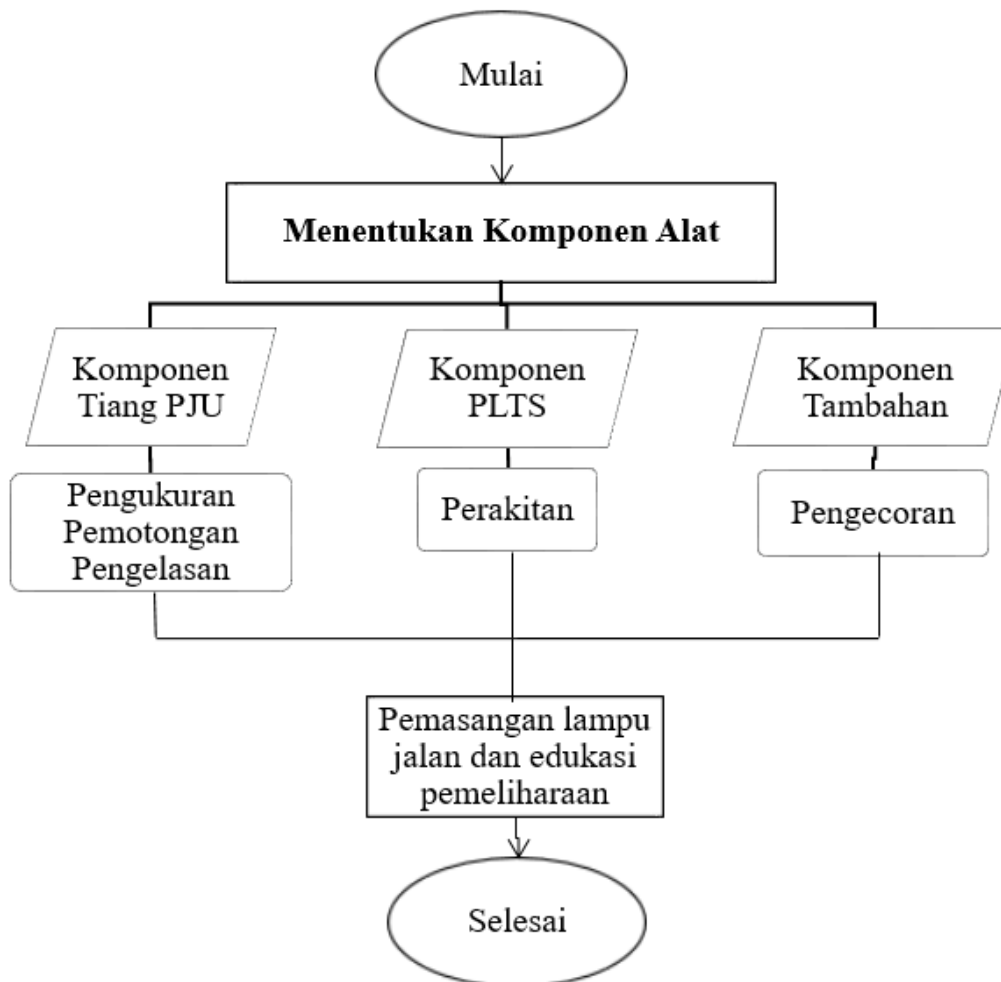 Mulai
Menentukan Komponen Alat
Komponen
Tiang PJU
Komponen
PLTS
Komponen
Tambahan
Pengukuran
Pemotongan
Pengelasan
Perakitan
Pengecoran
Pemasangan lampu
jalan dan edukasi
pemeliharaan
Selesai